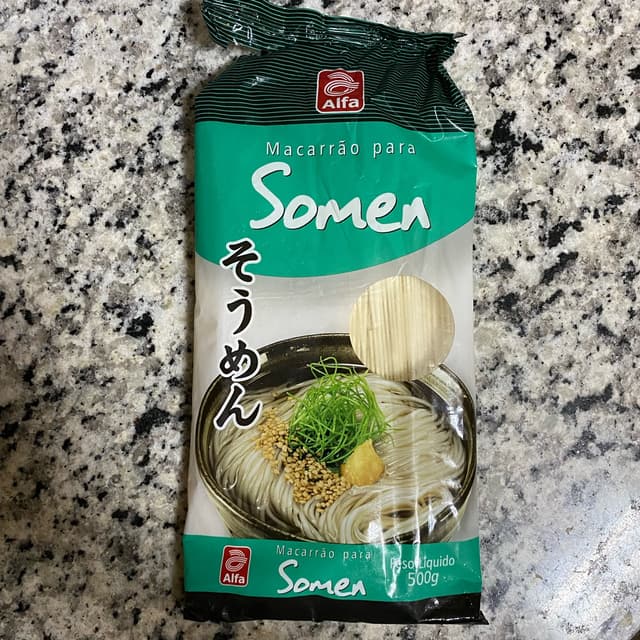 Alfa
Macarrão para
Somen
そうめん
Alfa
Macarrão para
Somen
Peso Líquido
500g